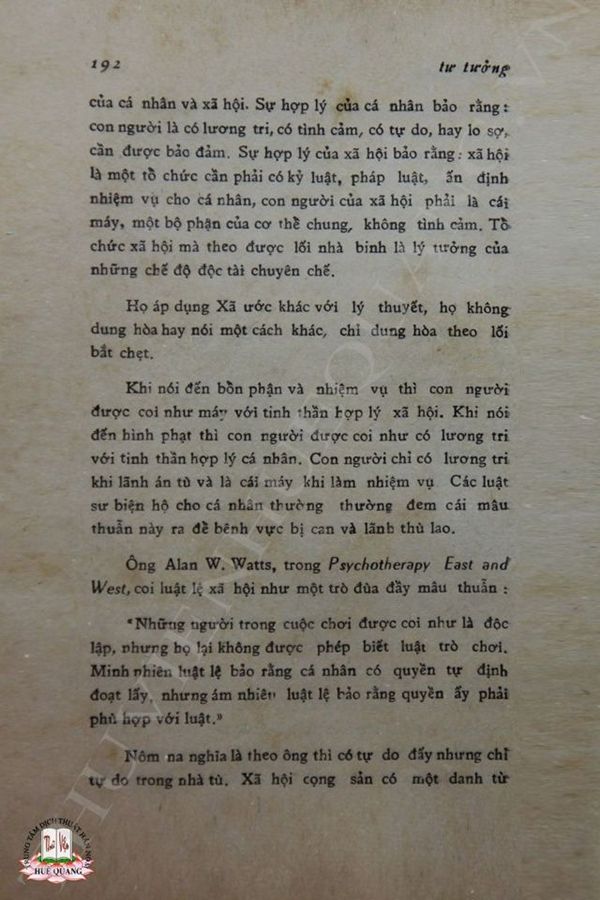 192 tư tưởng
của cá nhân và xã hội. Sự hợp lý của cá nhân bảo rằng:
con người là có lương tri, có tình cảm, có tự do, hay lo sợ,
cần được bảo đảm. Sự hợp lý của xã hội bảo rằng: xã hội
là một tổ chức cần phải có kỷ luật, pháp luật, ấn định
nhiệm vụ cho cá nhân, con người của xã hội phải là cái
máy, một bộ phận của cơ thể chung, không tình cảm. Tổ
chức xã hội mà theo được lối nhà binh là lý tưởng của
những chế độ độc tài chuyên chế.
Họ áp dụng Xã ước khác với lý thuyết, họ không
dung hòa hay nói một cách khác, chỉ dung hòa theo lối
bắt chẹt.
Khi nói đến bổn phận và nhiệm vụ thì con người
được coi như máy với tinh thần hợp lý xã hội. Khi nói
đến hình phạt thì con người được coi như có lương tri
với tinh thần hợp lý cá nhân. Con người chỉ có lương tri
khi lãnh án tù và là cái máy khi làm nhiệm vụ Các luật
sư biện hộ cho cá nhân thường thường đem cái mâu
thuẫn này ra để bênh vực bị can và lãnh thù lao.
Ông Alan W. Watts, trong Psychotherapy East and
West, coi luật lệ xã hội như một trò đùa đầy mâu thuẫn :
"Những người trong cuộc chơi được coi như là độc
lập, nhưng họ lại không được phép biết luật trò chơi.
Minh nhiên luật lệ bảo rằng cá nhân có quyền tự định
đoạt lấy, nhưng ám nhiên luật lệ bảo rằng quyền ấy phải
phù hợp với luật.»
Nôm na nghĩa là theo ông thì có tự do đấy nhưng chỉ
tự do trong nhà tù. Xã hội cọng sản có một danh từ
TRUNG TÂM DỊCH THUẬT HÁN NÔM
HUỆ QUANG